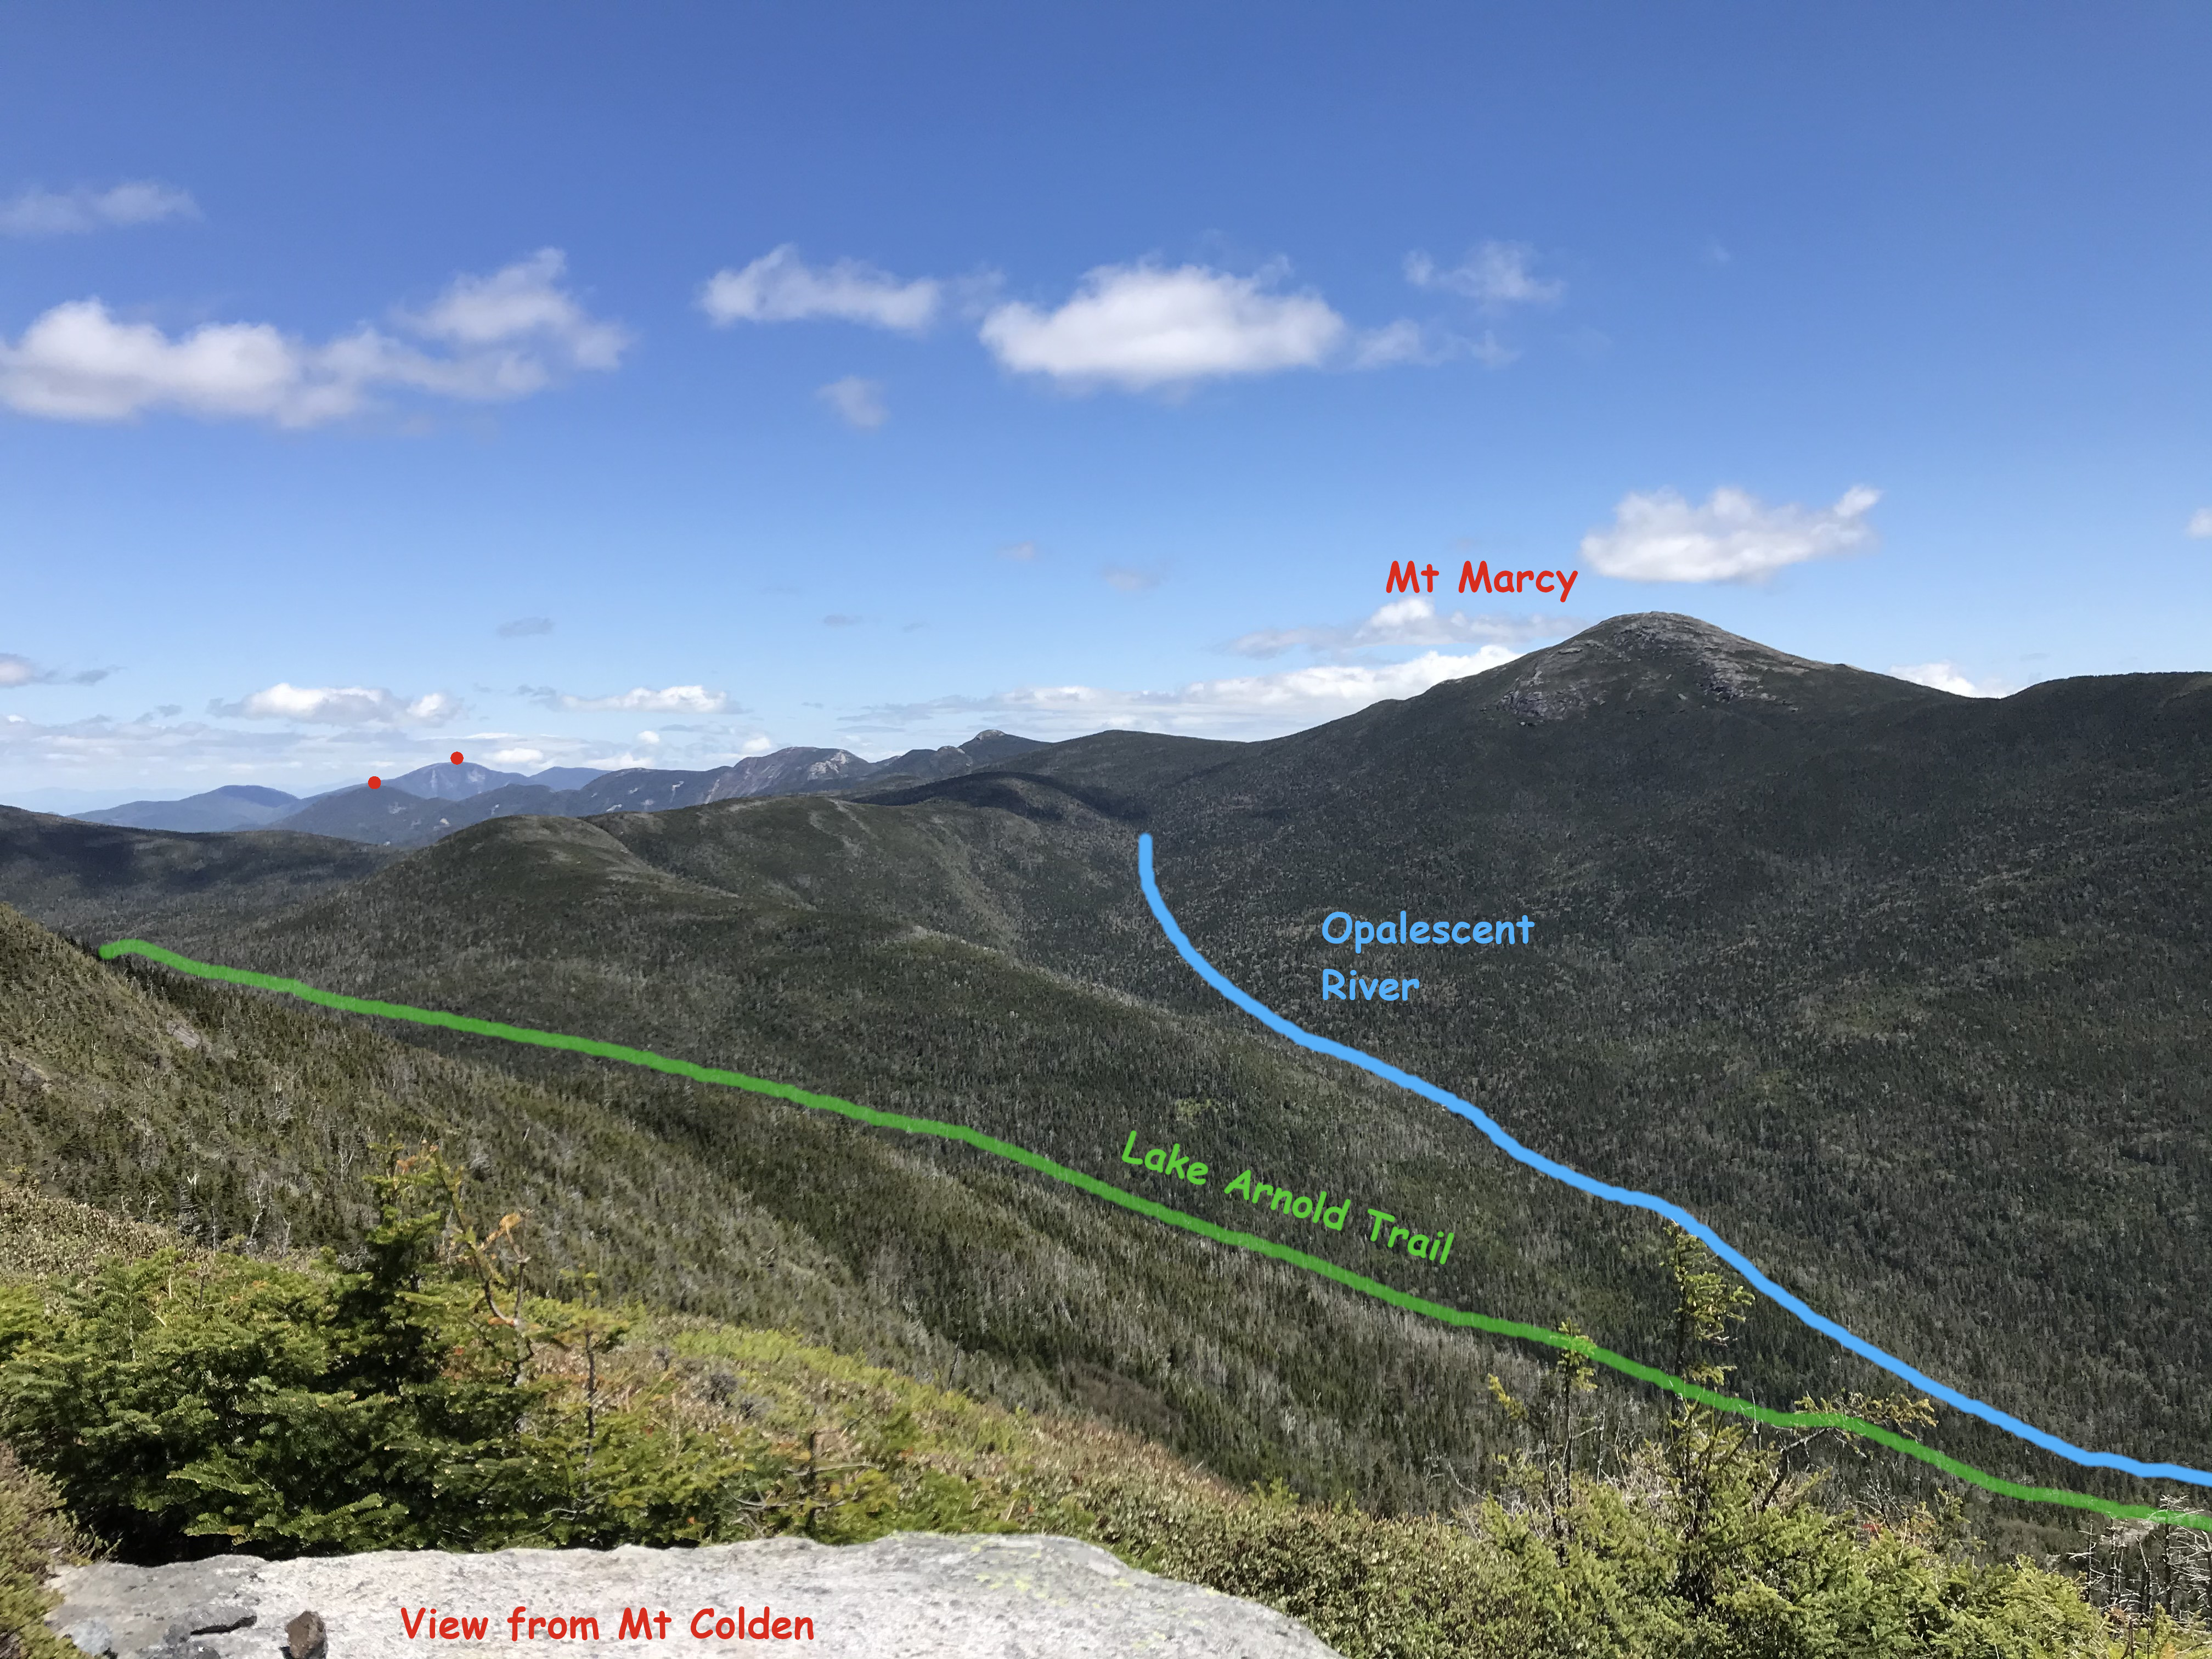 Mt Marcy
Opalescent
River
Lake Arnold Trail
View from Mt Colden